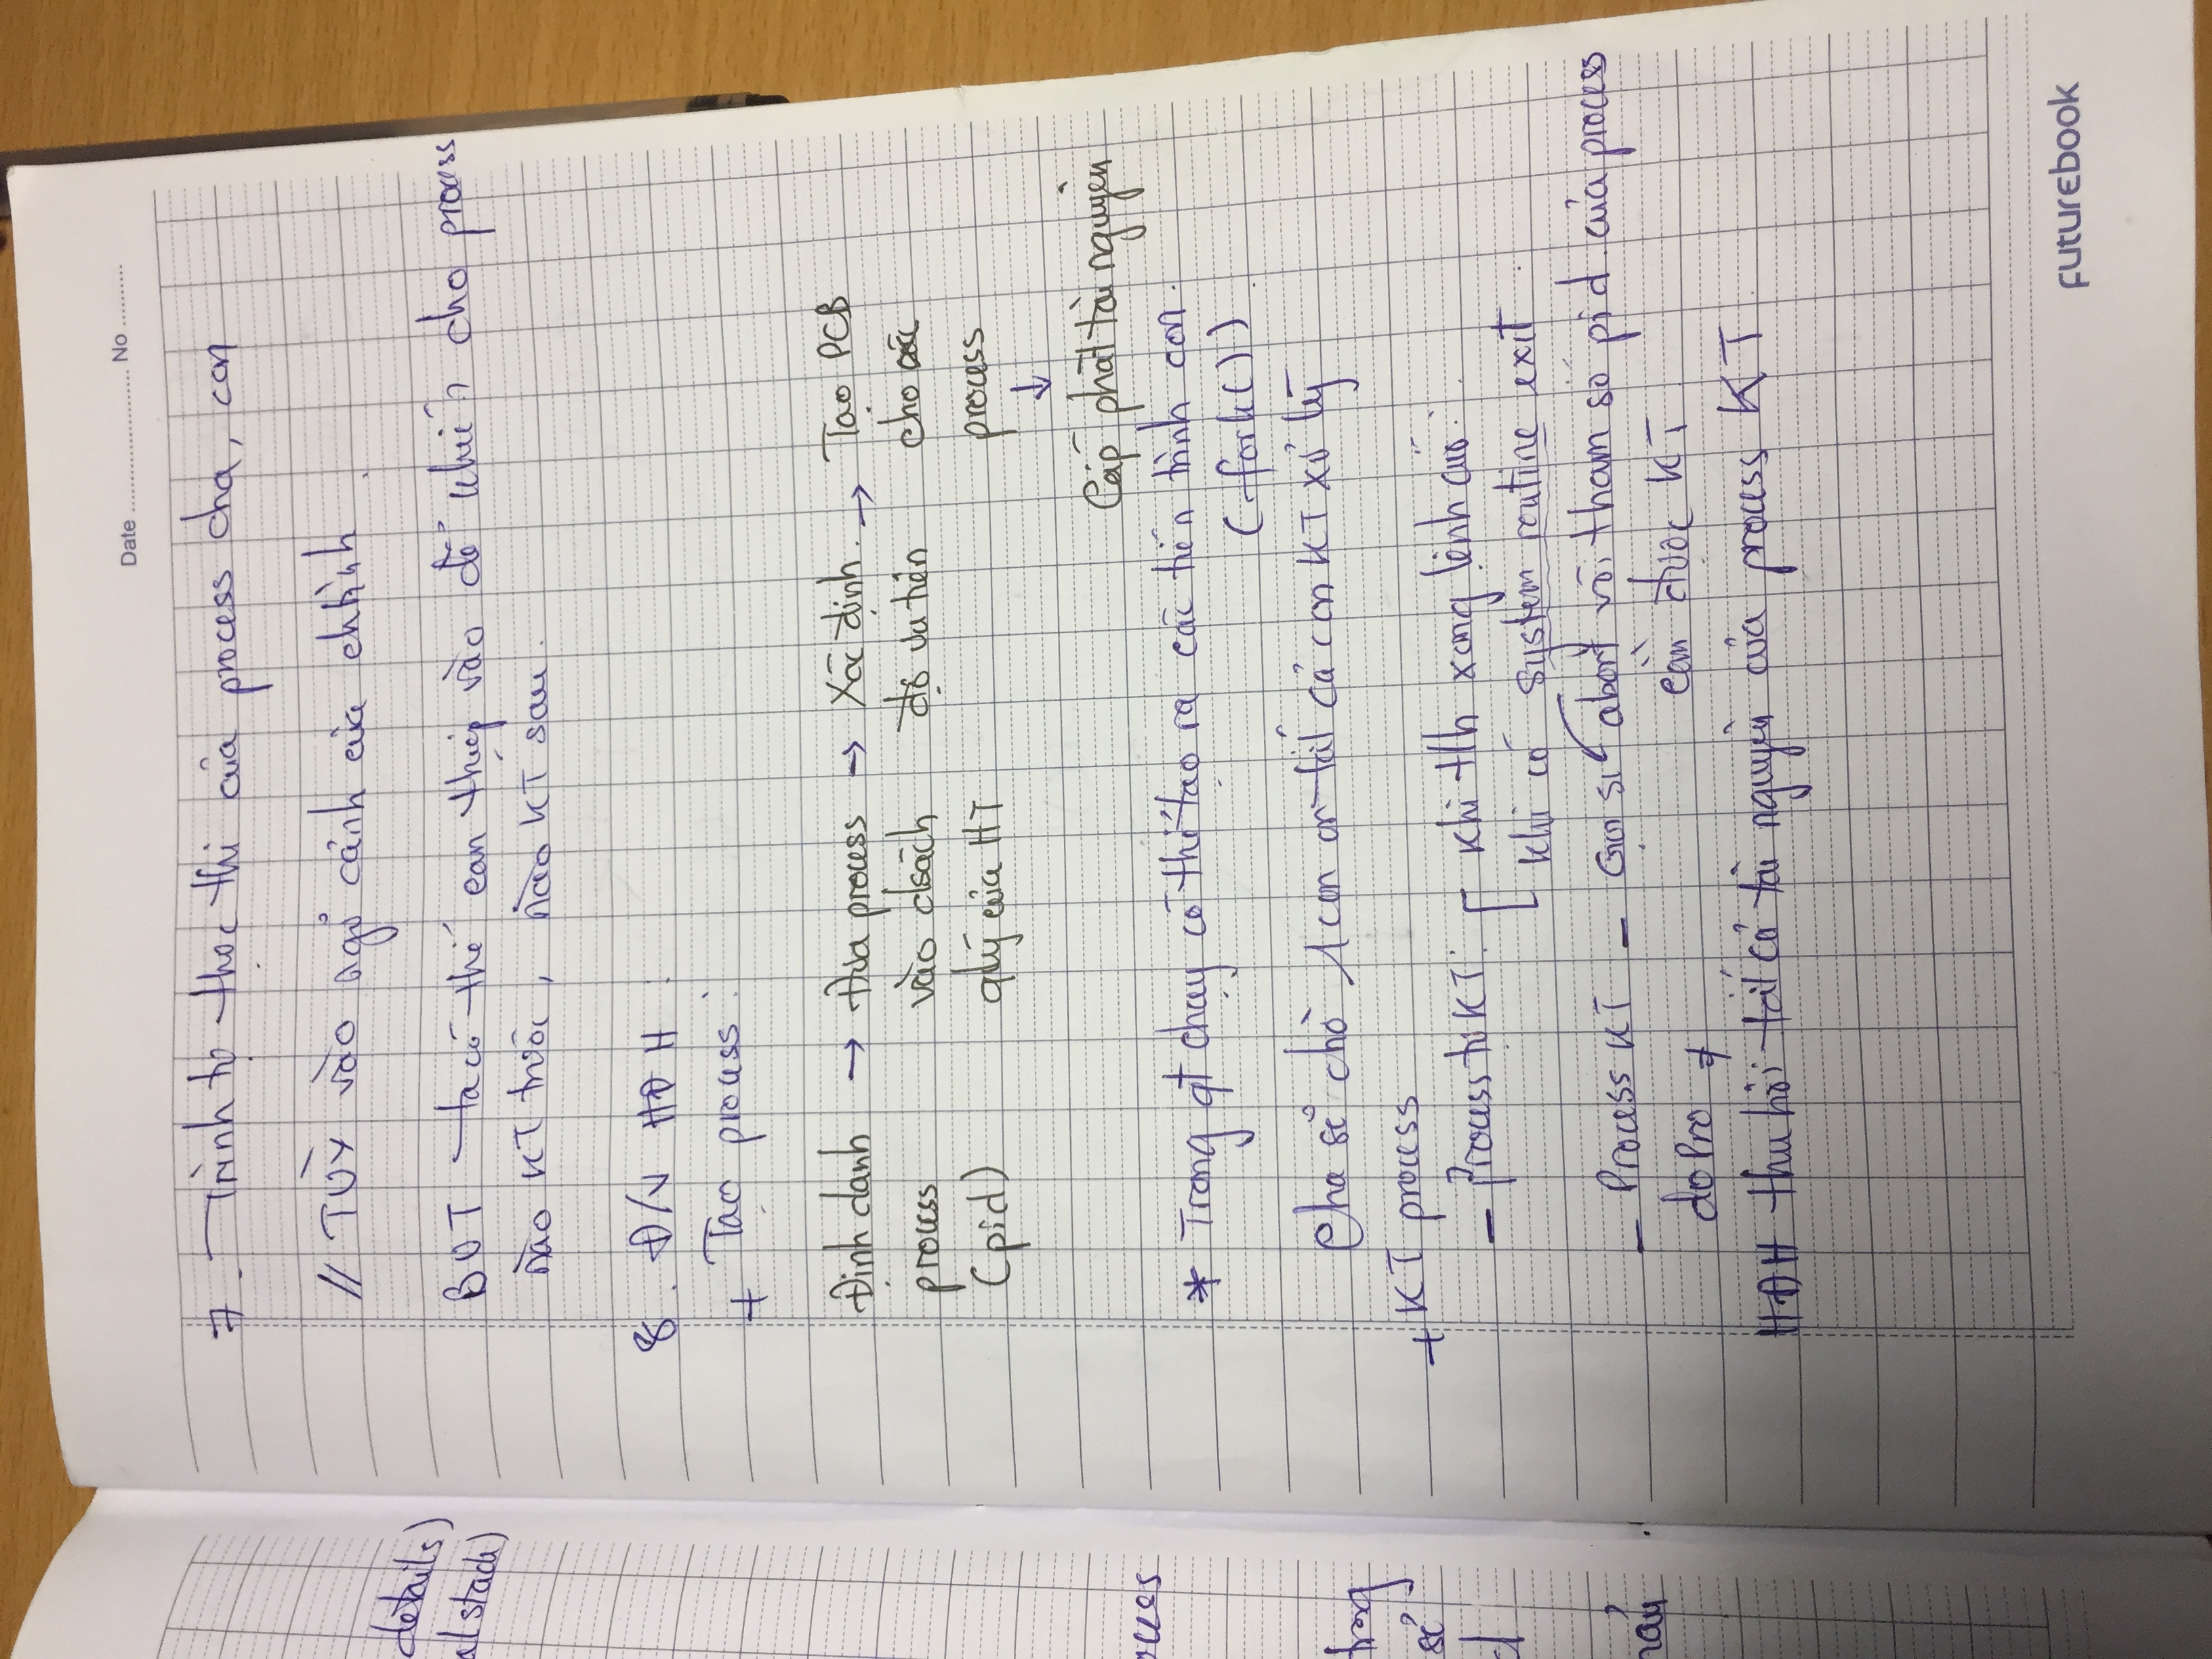 details)
al stack)
ocess
trong
sẽ
Date ........................ No ..........
7. Trình tự thực thi của process cha, con
// TÙY vào ngữ cảnh của chtrình
BUT ta có thể can thiệp vào để khiến cho process
nào KT trước, nào KT sau.
8. Đ/V HĐH :
+ Tạo process :
Định danh → Đưa process → Xác định → Tạo PCB
process vào dsách độ ưu tiên cho các
(pid) qlý của HT process
↓
Cấp phát tài nguyên
* Trong qt chạy có thể tạo ra các tiến trình con.
(fork())
Cha sẽ chờ 1 con or tất cả con KT xử lý
+ KT process
- Process tự KT: khi th xong lệnh cuối
khi có system routine exit
- Process KT - Gọi abort với tham số pid của process
do Pro ≠ cần được KT
HĐH thu hồi tất cả tài nguyên của process KT
FUTUREBOOK